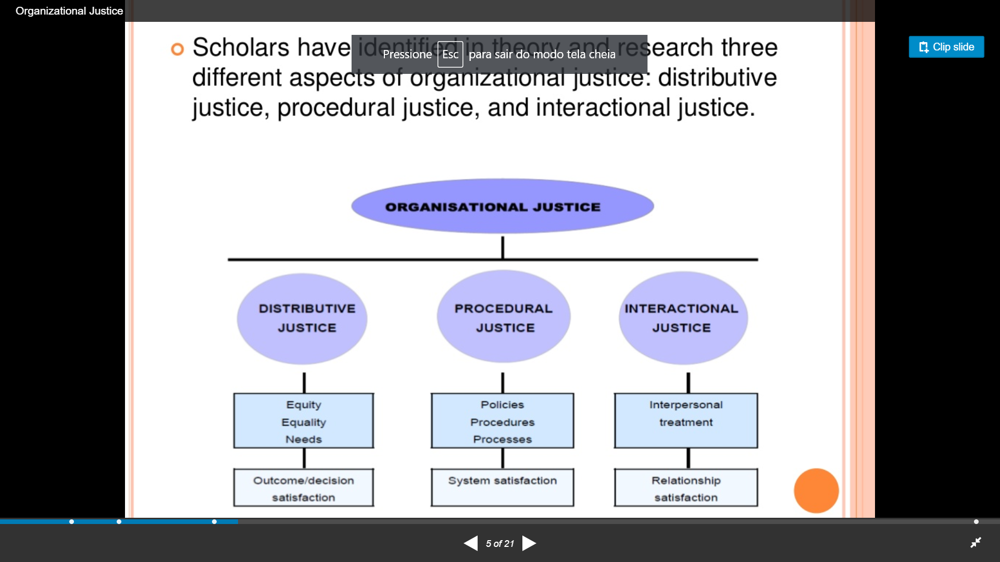 Organizational Justice
Scholars have identified in theory and research three
Pressione Esc para sair do modo tela cheia
different aspects of organizational justice: distributive
justice, procedural justice, and interactional justice.
Clip slide
ORGANISATIONAL JUSTICE
DISTRIBUTIVE
JUSTICE
PROCEDURAL
JUSTICE
INTERACTIONAL
JUSTICE
Equity
Equality
Needs
Policies
Procedures
Processes
Interpersonal
treatment
Outcome/decision
satisfaction
System satisfaction
Relationship
satisfaction
5 of 21